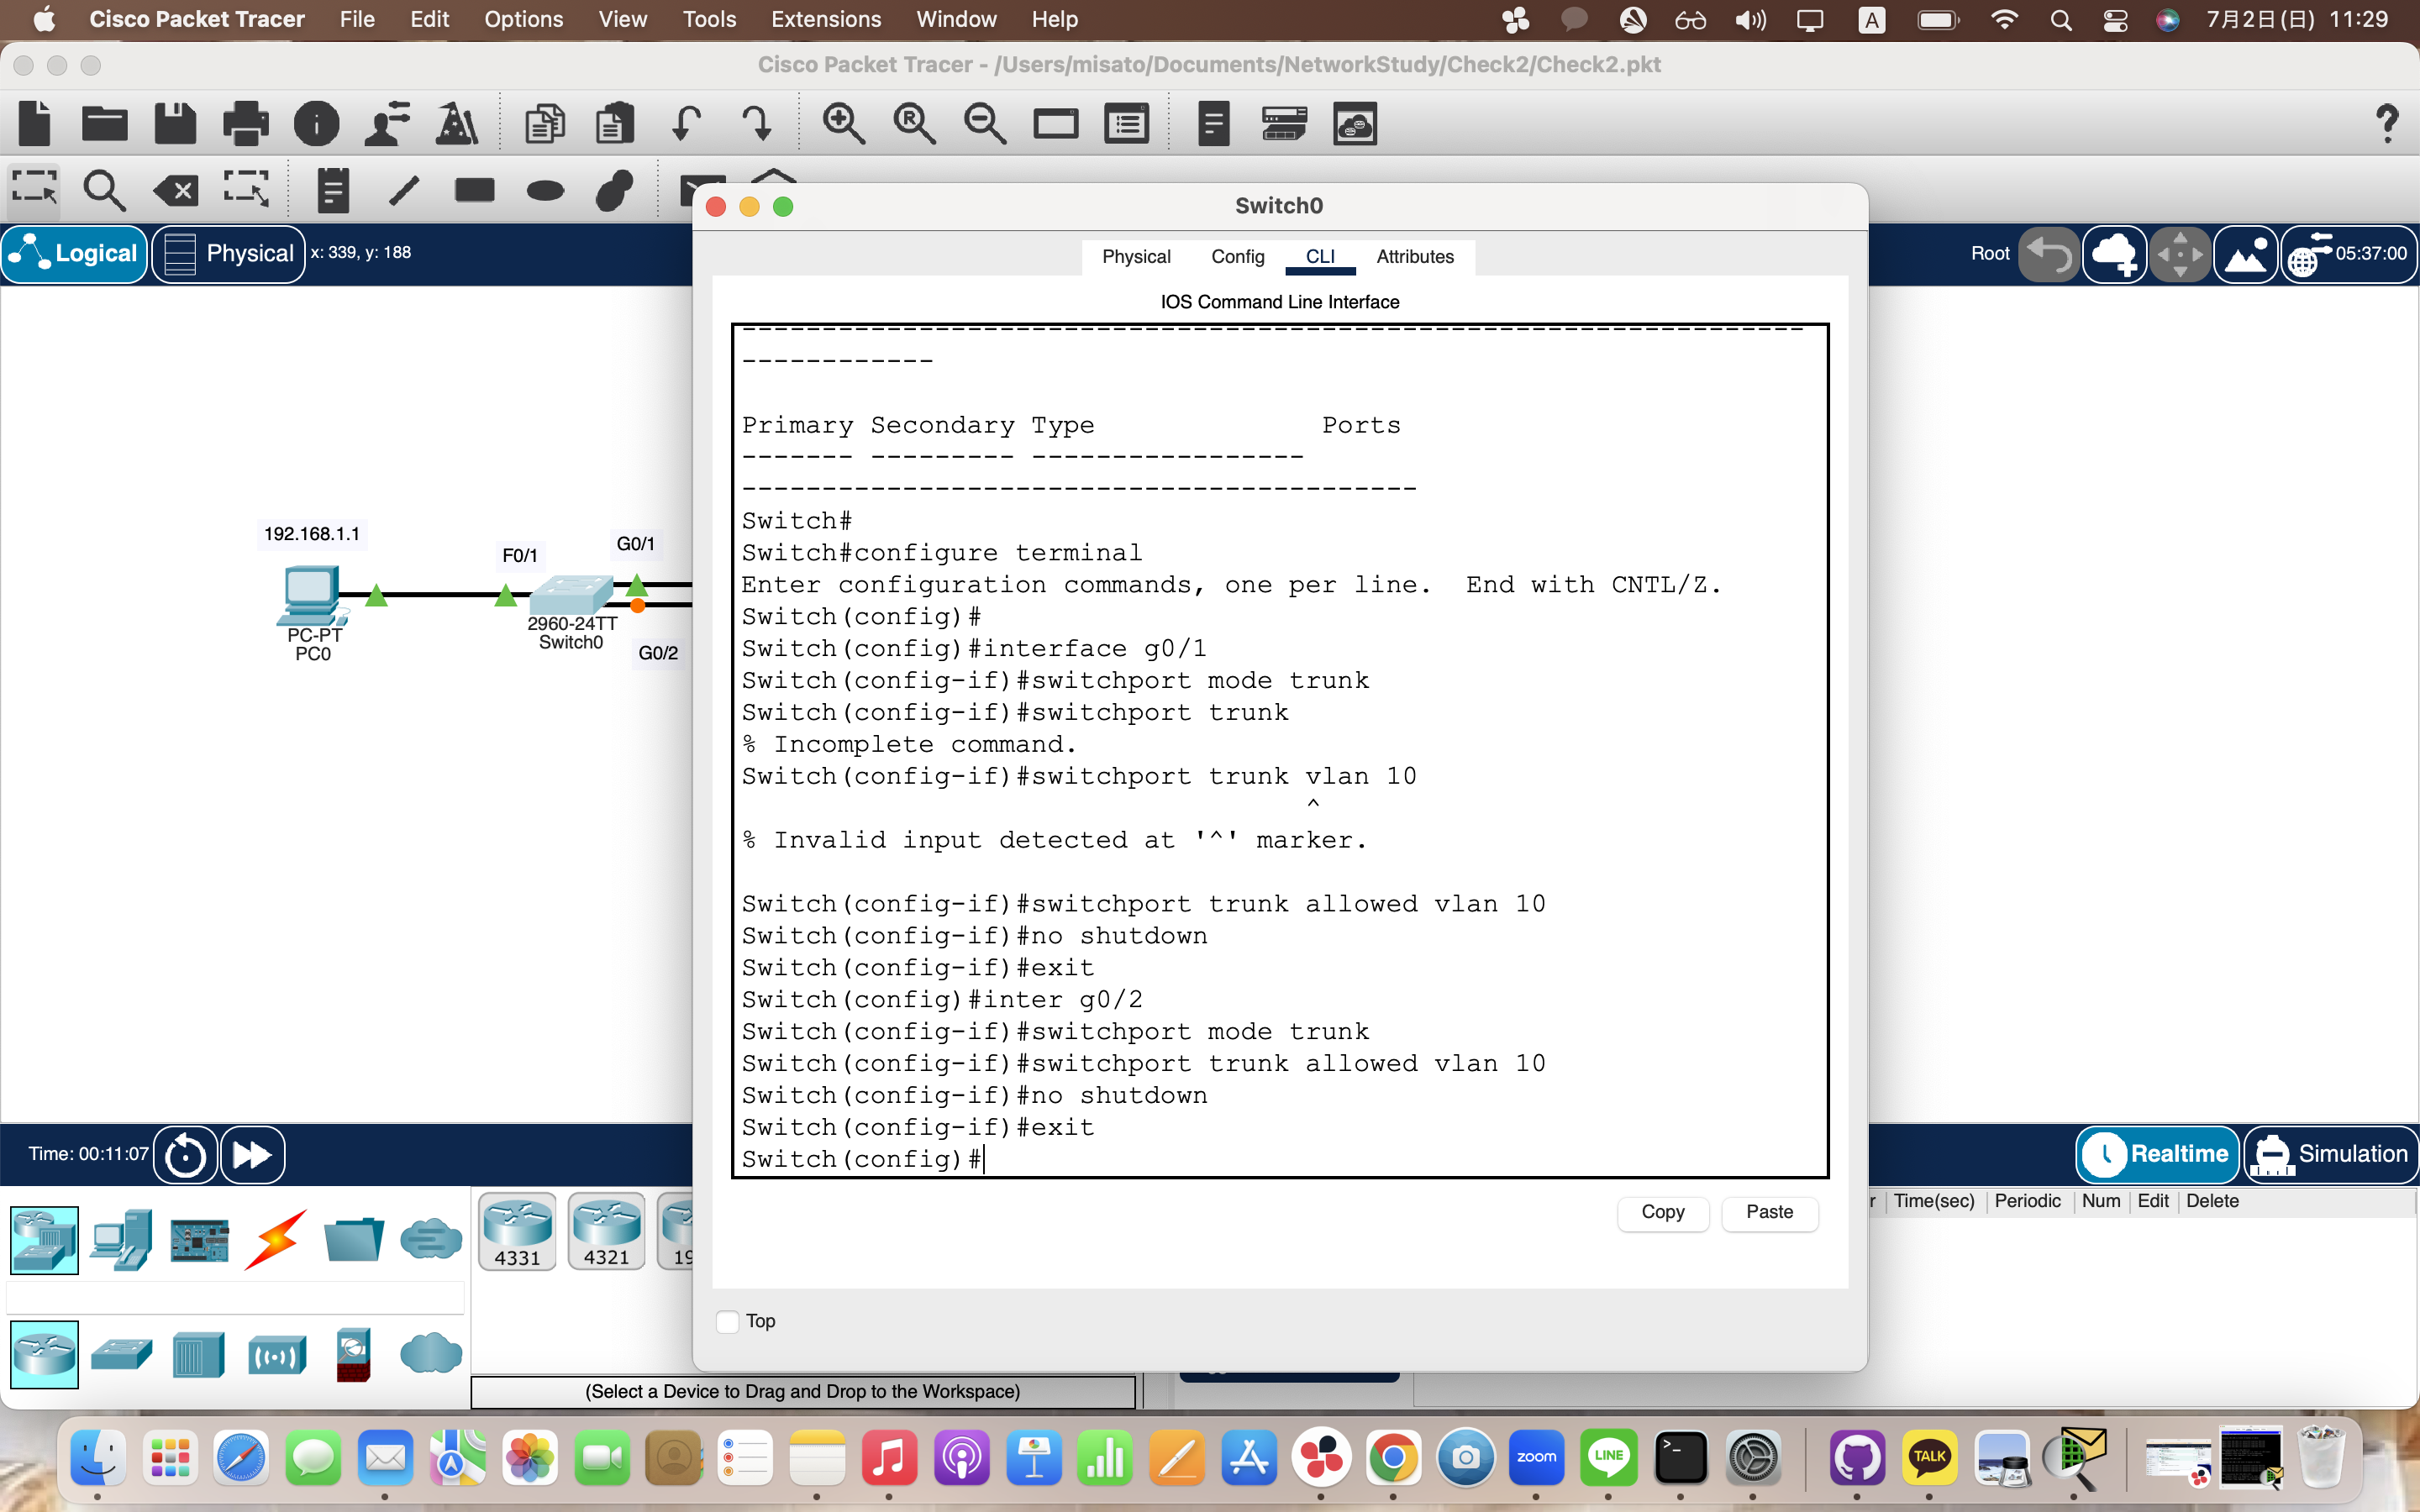 Cisco Packet Tracer File Edit Options View Tools Extensions Window Help A 7月2日(日) 11:29
Cisco Packet Tracer - /Users/misato/Documents/NetworkStudy/Check2/Check2.pkt
i R R ?
Switch0
Logical Physical x: 339, y: 188 Root 05:37:00
Physical Config CLI Attributes
IOS Command Line Interface
--------------------------------------------------------------------
------------
Primary Secondary Type Ports
------- --------- -----------------
------------------------------------------
Switch#
Switch#configure terminal
Enter configuration commands, one per line. End with CNTL/Z.
Switch(config)#
Switch(config)#interface g0/1
Switch(config-if)#switchport mode trunk
Switch(config-if)#switchport trunk
% Incomplete command.
Switch(config-if)#switchport trunk vlan 10
^
% Invalid input detected at '^' marker.
Switch(config-if)#switchport trunk allowed vlan 10
Switch(config-if)#no shutdown
Switch(config-if)#exit
Switch(config)#inter g0/2
Switch(config-if)#switchport mode trunk
Switch(config-if)#switchport trunk allowed vlan 10
Switch(config-if)#no shutdown
Switch(config-if)#exit
Switch(config)#
192.168.1.1
F0/1
G0/1
PC-PT
PC0
2960-24TT
Switch0
G0/2
Time: 00:11:07 Realtime Simulation
Copy Paste
r Time(sec) Periodic Num Edit Delete
4331 4321 19
Top
(Select a Device to Drag and Drop to the Workspace)
zoom LINE TALK